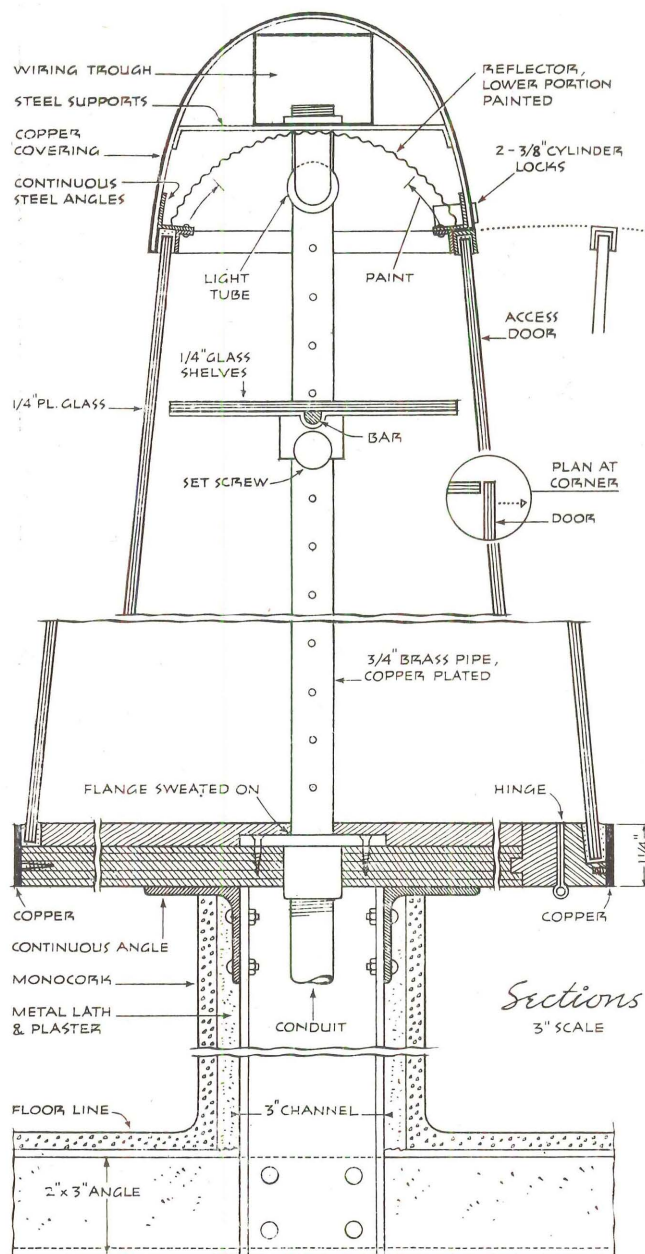 WIRING TROUGH
STEEL SUPPORTS
COPPER
COVERING
CONTINUOUS
STEEL ANGLES
REFLECTOR,
LOWER PORTION
PAINTED
2-3/8" CYLINDER
LOCKS
LIGHT
TUBE
PAINT
ACCESS
DOOR
1/4" GLASS
SHELVES
1/4" PL. GLASS
BAR
SET SCREW
PLAN AT
CORNER
DOOR
3/4" BRASS PIPE,
COPPER PLATED
FLANGE SWEATED ON
HINGE
1 1/4"
COPPER
COPPER
CONTINUOUS ANGLE
MONOCORK
METAL LATH
& PLASTER
CONDUIT
Sections
3" SCALE
FLOOR LINE
3" CHANNEL
2" x 3" ANGLE